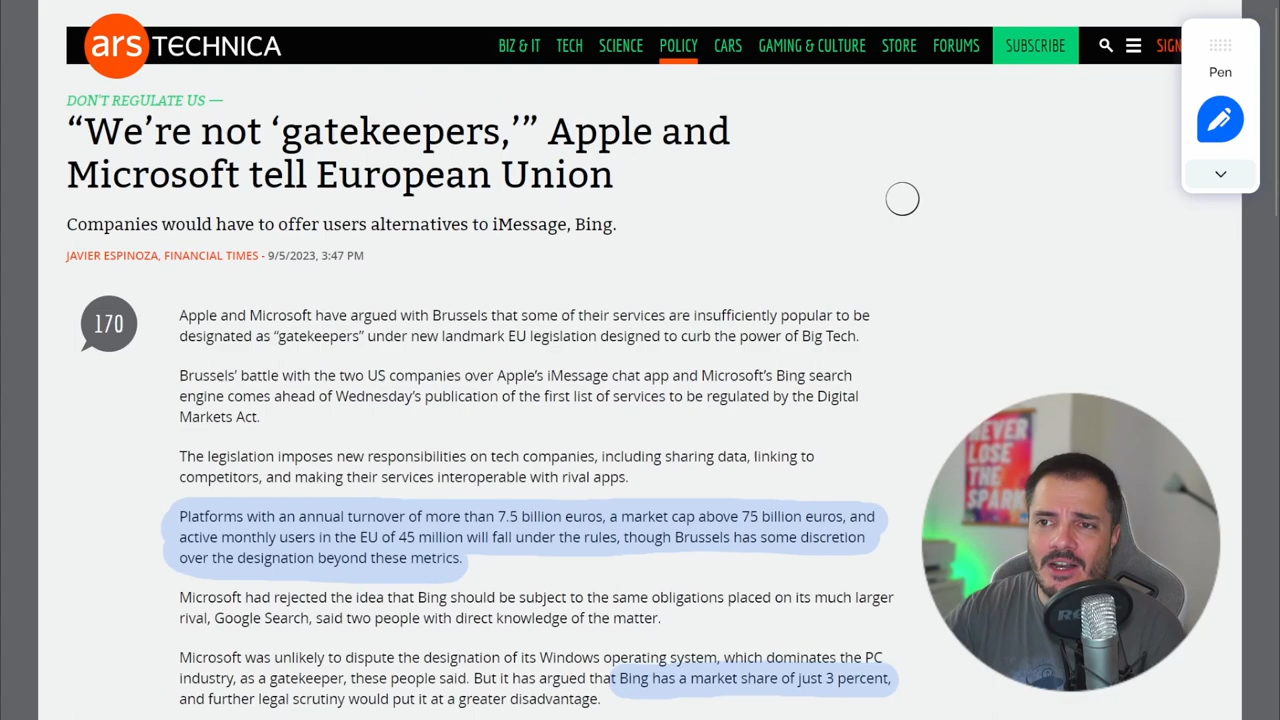 ars TECHNICA
BIZ & IT TECH SCIENCE POLICY CARS GAMING & CULTURE STORE FORUMS SUBSCRIBE SIGN
Pen
DON'T REGULATE US —
“We’re not ‘gatekeepers,’” Apple and
Microsoft tell European Union
Companies would have to offer users alternatives to iMessage, Bing.
JAVIER ESPINOZA, FINANCIAL TIMES - 9/5/2023, 3:47 PM
170
Apple and Microsoft have argued with Brussels that some of their services are insufficiently popular to be
designated as “gatekeepers” under new landmark EU legislation designed to curb the power of Big Tech.
Brussels’ battle with the two US companies over Apple’s iMessage chat app and Microsoft’s Bing search
engine comes ahead of Wednesday’s publication of the first list of services to be regulated by the Digital
Markets Act.
The legislation imposes new responsibilities on tech companies, including sharing data, linking to
competitors, and making their services interoperable with rival apps.
Platforms with an annual turnover of more than 7.5 billion euros, a market cap above 75 billion euros, and
active monthly users in the EU of 45 million will fall under the rules, though Brussels has some discretion
over the designation beyond these metrics.
Microsoft had rejected the idea that Bing should be subject to the same obligations placed on its much larger
rival, Google Search, said two people with direct knowledge of the matter.
Microsoft was unlikely to dispute the designation of its Windows operating system, which dominates the PC
industry, as a gatekeeper, these people said. But it has argued that Bing has a market share of just 3 percent,
and further legal scrutiny would put it at a greater disadvantage.
NEVER
LOSE
THE
SPARK